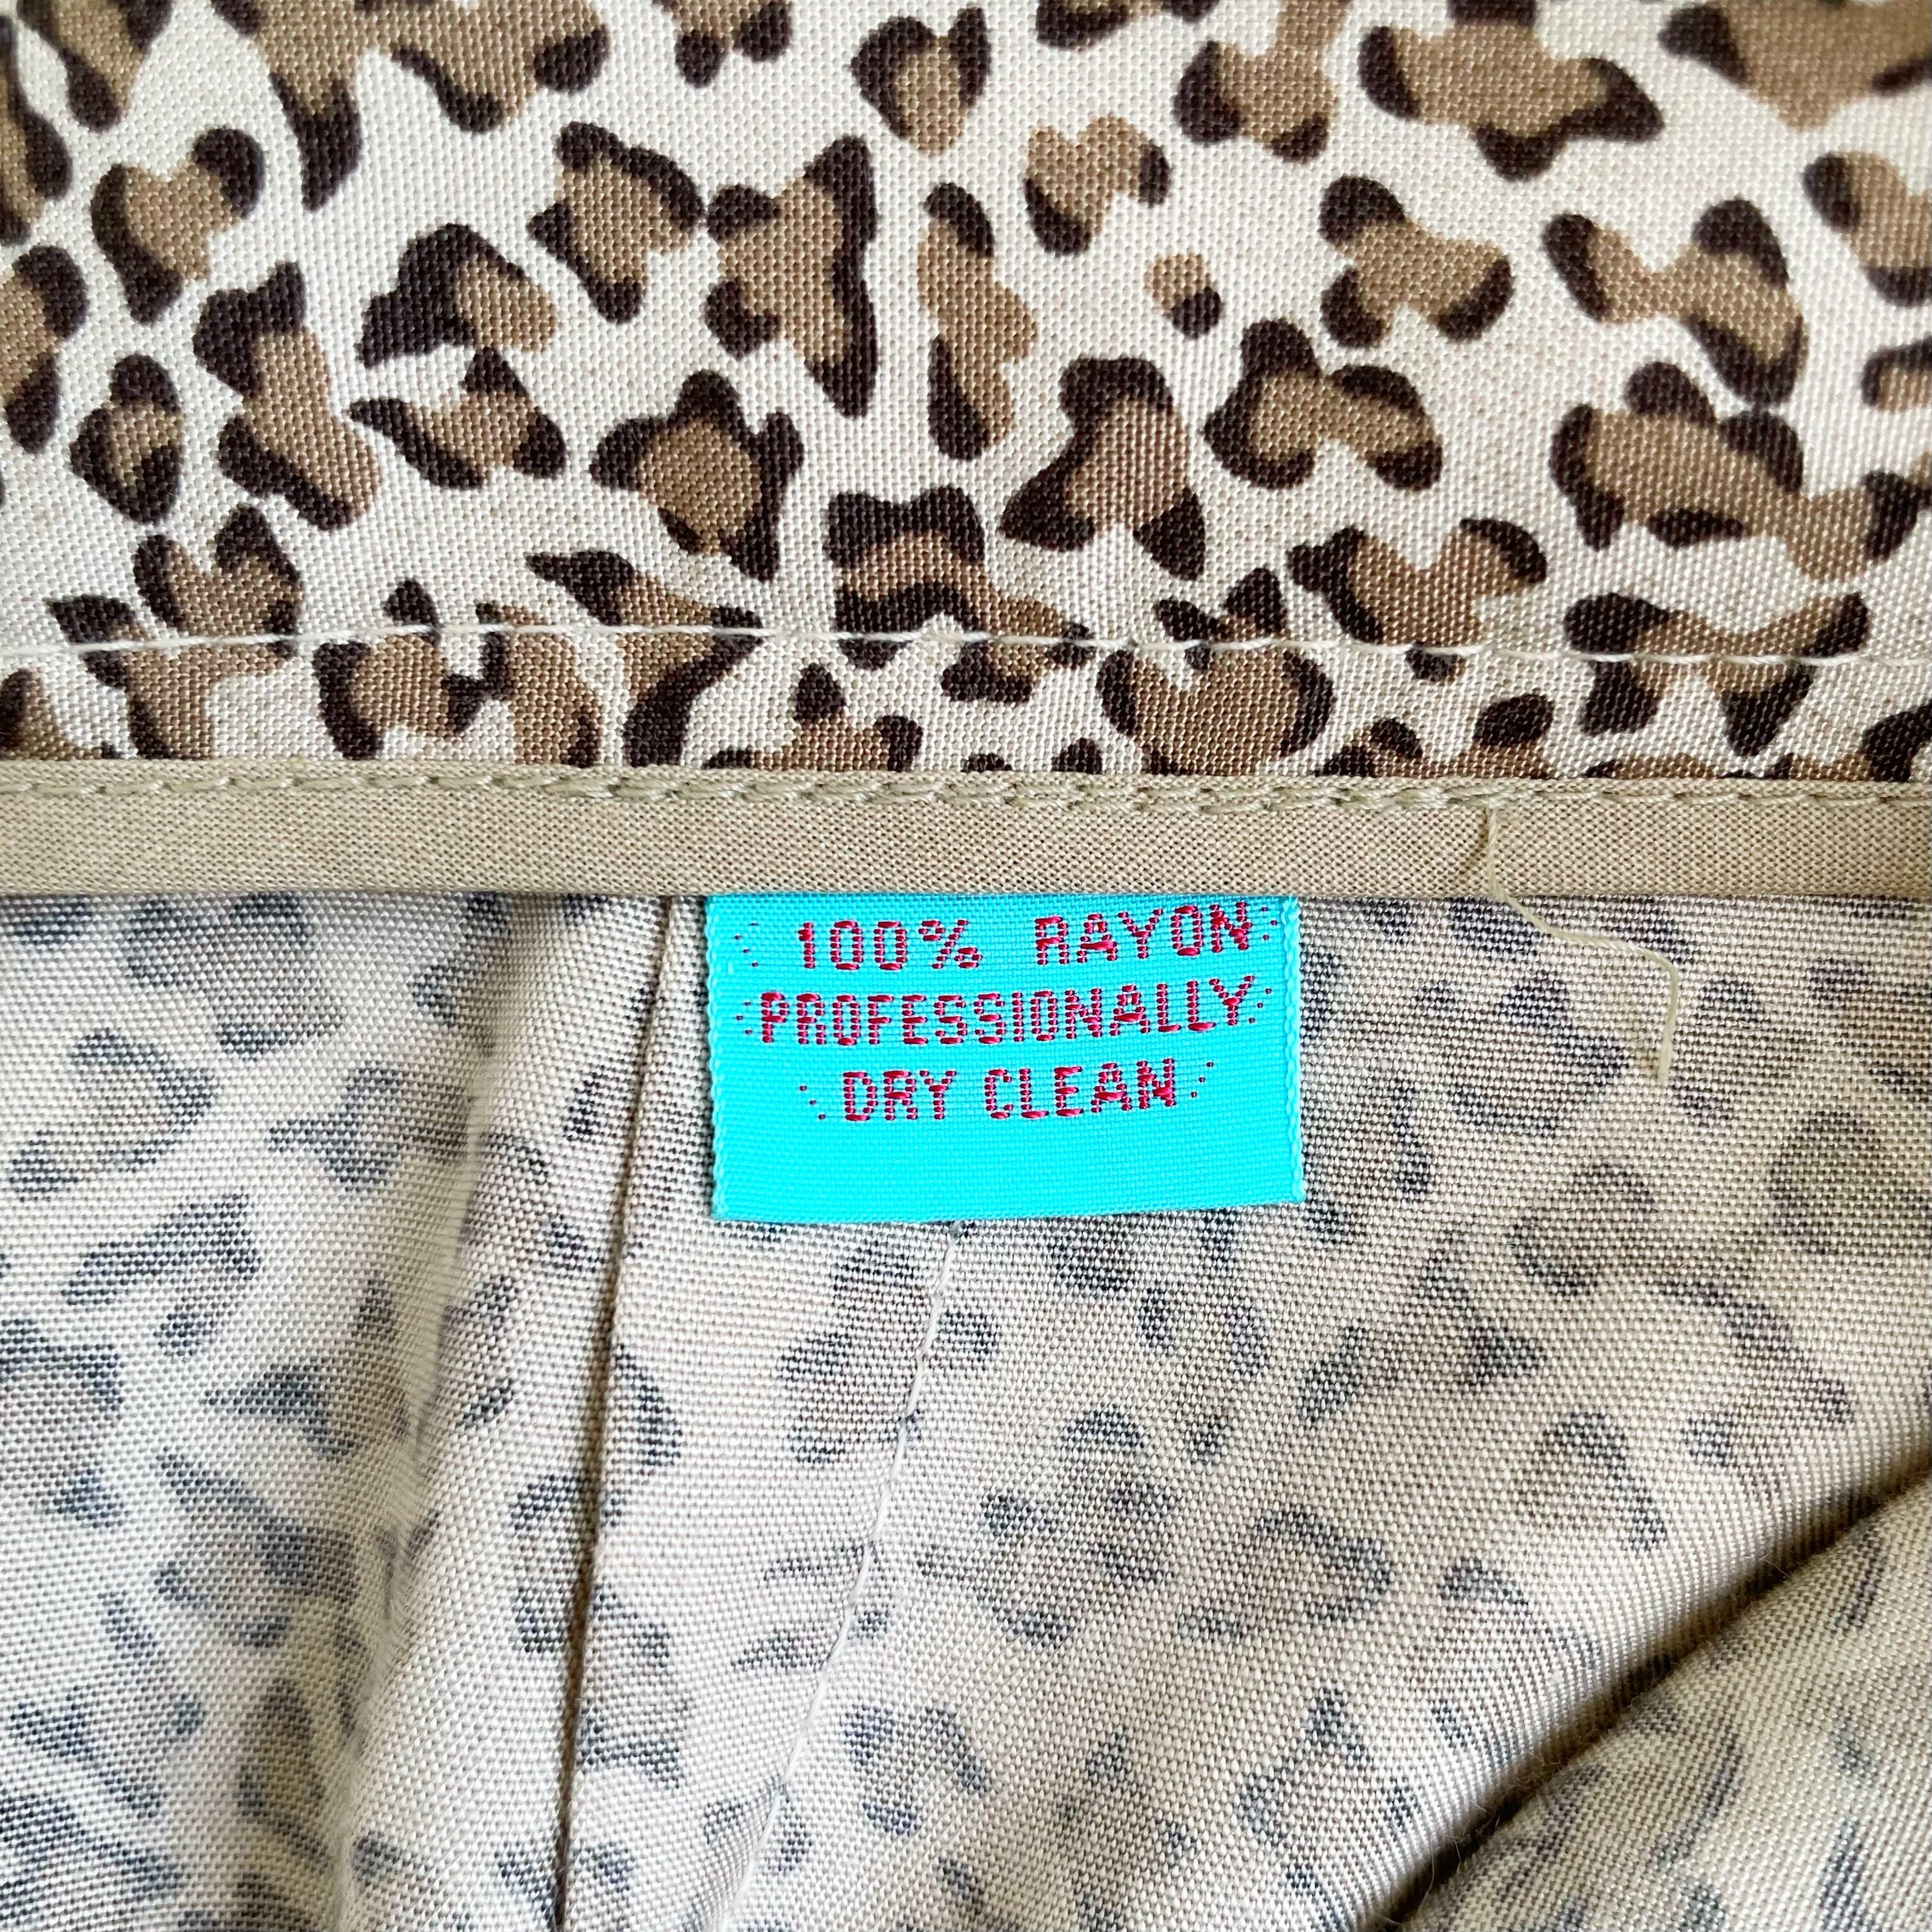 100% RAYON
PROFESSIONALLY
DRY CLEAN